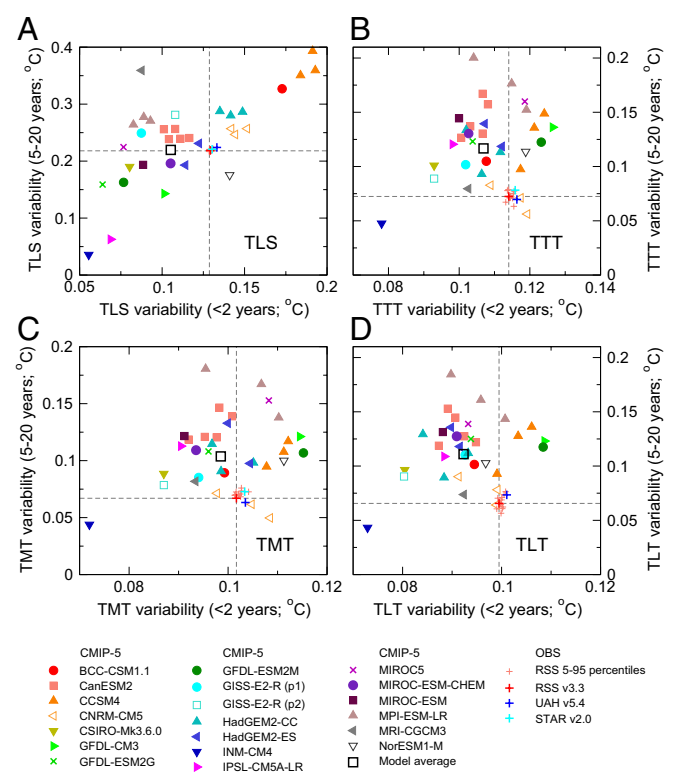 A
B
0.4
0.3
0.2
0.1
0
TLS variability (5-20 years; °C)
TLS
0.05
0.1
0.15
0.2
TLS variability (<2 years; °C)
0.2
0.15
0.1
0.05
0
TTT variability (5-20 years; °C)
TTT
0.08
0.1
0.12
0.14
TTT variability (<2 years; °C)
C
D
0.2
0.15
0.1
0.05
0
TMT variability (5-20 years; °C)
TMT
0.08
0.1
0.12
TMT variability (<2 years; °C)
0.2
0.15
0.1
0.05
0
TLT variability (5-20 years; °C)
TLT
0.08
0.1
0.12
TLT variability (<2 years; °C)
CMIP-5
BCC-CSM1.1
CanESM2
CCSM4
CNRM-CM5
CSIRO-Mk3.6.0
GFDL-CM3
GFDL-ESM2G
CMIP-5
GFDL-ESM2M
GISS-E2-R (p1)
GISS-E2-R (p2)
HadGEM2-CC
HadGEM2-ES
INM-CM4
IPSL-CM5A-LR
CMIP-5
MIROC5
MIROC-ESM-CHEM
MIROC-ESM
MPI-ESM-LR
MRI-CGCM3
NorESM1-M
Model average
OBS
RSS 5-95 percentiles
RSS v3.3
UAH v5.4
STAR v2.0